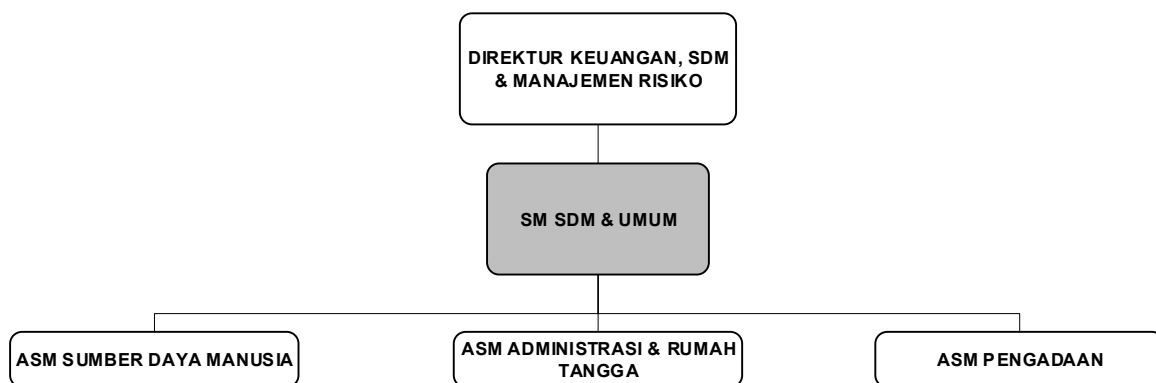 DIREKTUR KEUANGAN, SDM
& MANAJEMEN RISIKO
SM SDM & UMUM
ASM SUMBER DAYA MANUSIA
ASM ADMINISTRASI & RUMAH
TANGGA
ASM PENGADAAN